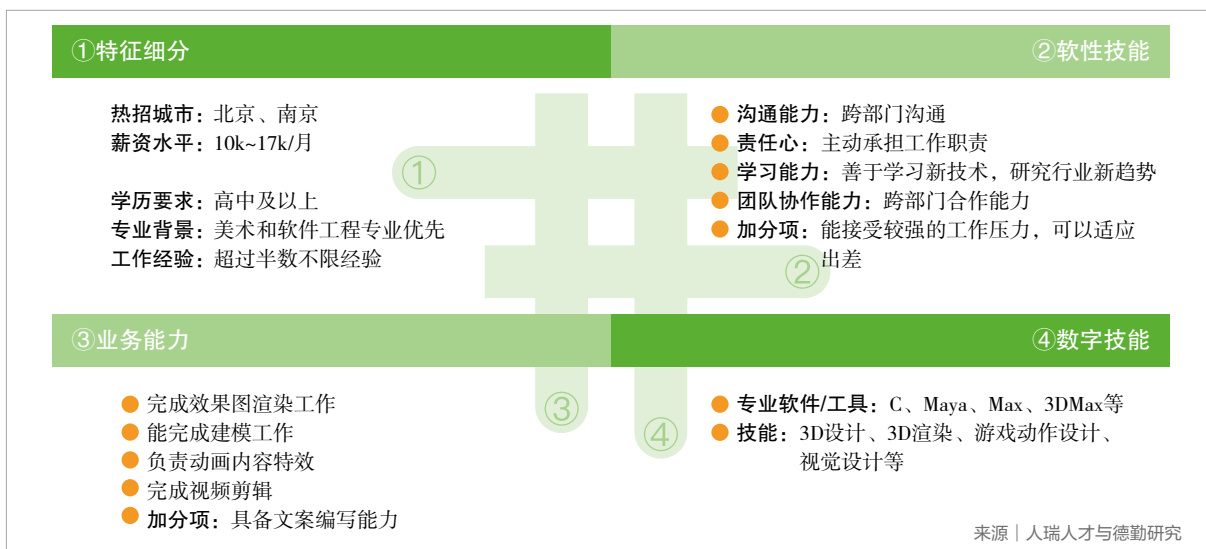 ①特征细分
②软性技能
热招城市：北京、南京
薪资水平：10k~17k/月
学历要求：高中及以上
专业背景：美术和软件工程专业优先
工作经验：超过半数不限经验
①
沟通能力：跨部门沟通
责任心：主动承担工作职责
学习能力：善于学习新技术，研究行业新趋势
团队协作能力：跨部门合作能力
加分项：能接受较强的工作压力，可以适应
出差
②
③业务能力
④数字技能
完成效果图渲染工作
能完成建模工作
负责动画内容特效
完成视频剪辑
加分项：具备文案编写能力
③
④
专业软件/工具：C、Maya、Max、3DMax等
技能：3D设计、3D渲染、游戏动作设计、
视觉设计等
来源｜人瑞人才与德勤研究